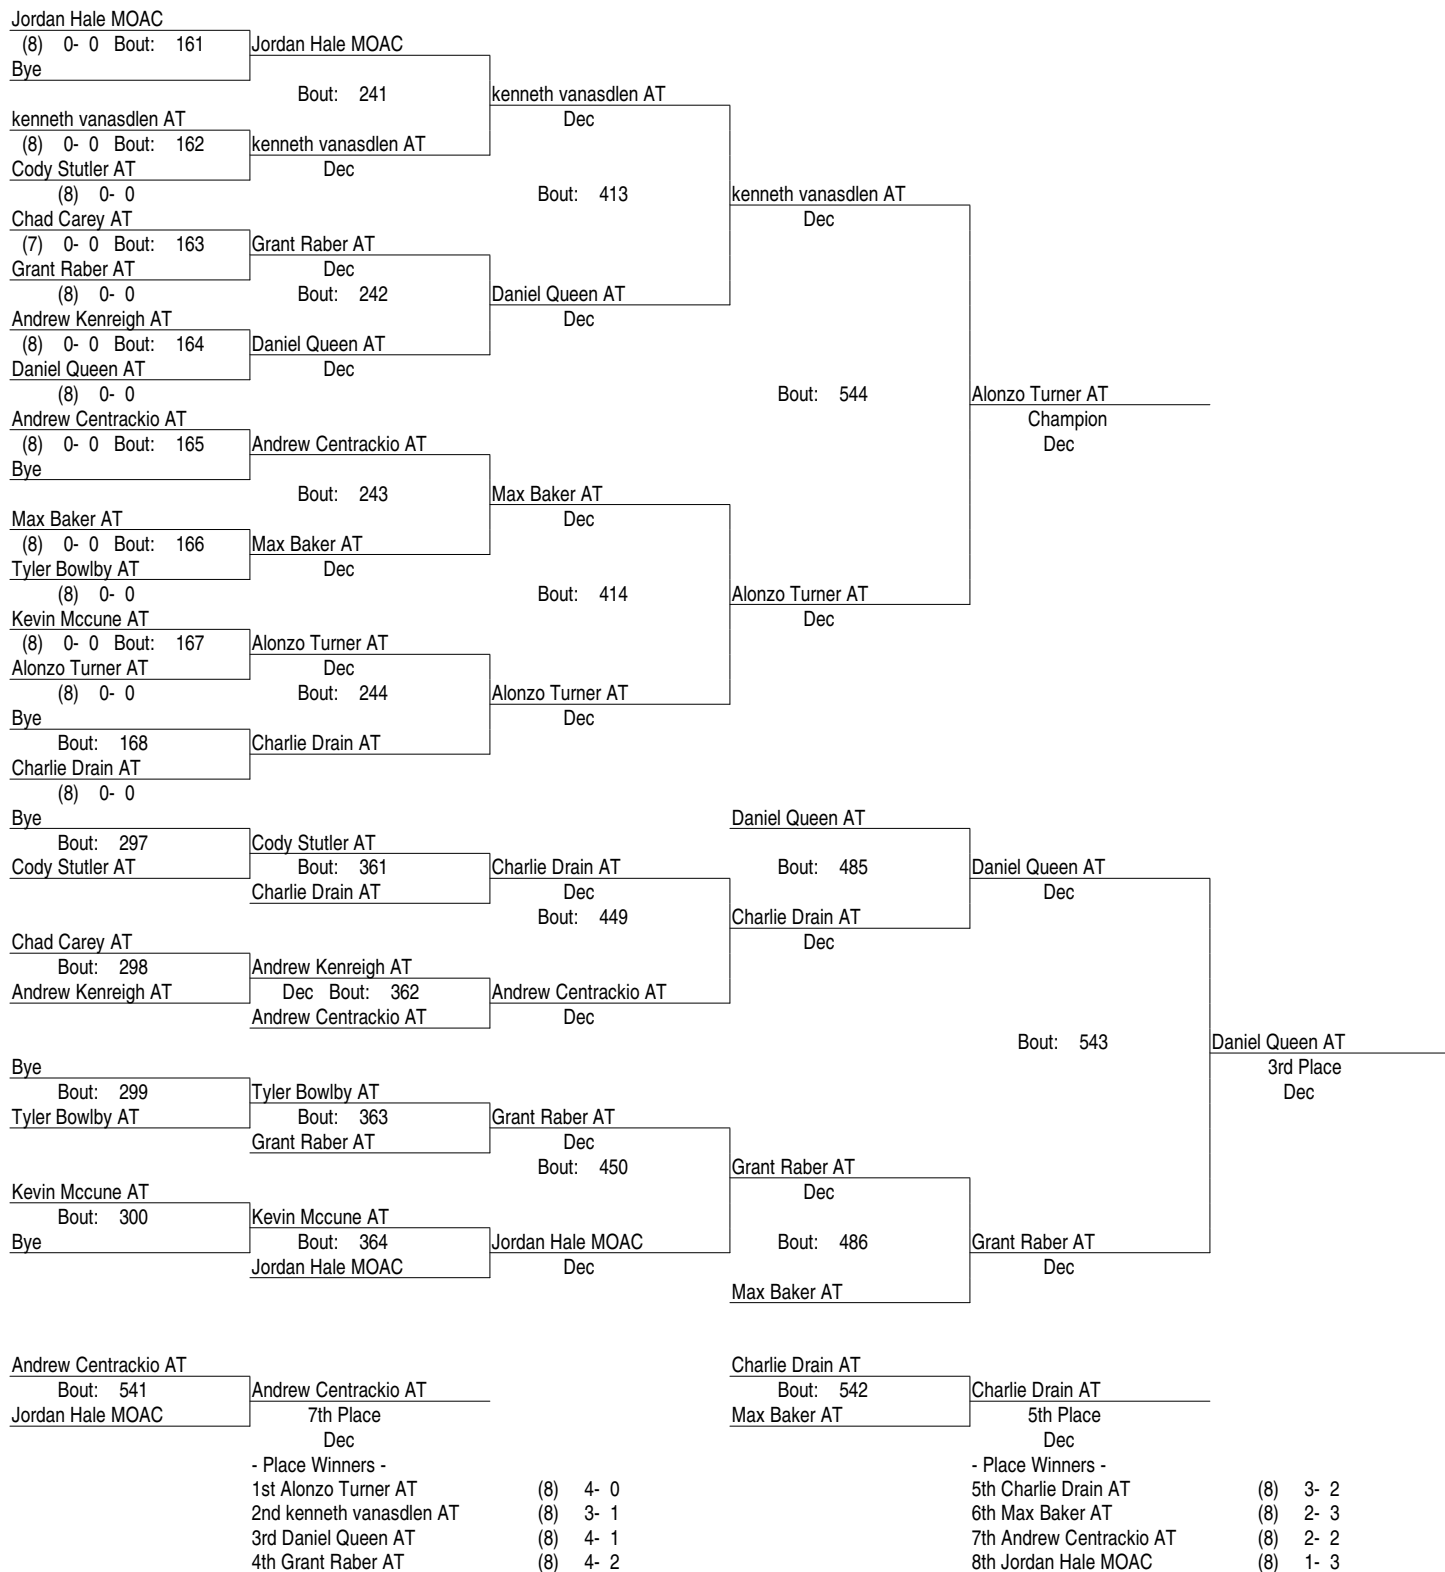 Jordan Hale MOAC
(8) 0- 0 Bout: 161 Jordan Hale MOAC
Bye
Bout: 241 kenneth vanasdlen AT
kenneth vanasdlen AT Dec
(8) 0- 0 Bout: 162 kenneth vanasdlen AT
Cody Stutler AT Dec
(8) 0- 0 Bout: 413 kenneth vanasdlen AT
Chad Carey AT Dec
(7) 0- 0 Bout: 163 Grant Raber AT
Grant Raber AT Dec
(8) 0- 0 Bout: 242 Daniel Queen AT
Andrew Kenreigh AT Dec
(8) 0- 0 Bout: 164 Daniel Queen AT
Daniel Queen AT Dec
(8) 0- 0 Bout: 544 Alonzo Turner AT
Andrew Centrackio AT Champion
(8) 0- 0 Bout: 165 Andrew Centrackio AT Dec
Bye
Bout: 243 Max Baker AT
Max Baker AT Dec
(8) 0- 0 Bout: 166 Max Baker AT
Tyler Bowlby AT Dec
(8) 0- 0 Bout: 414 Alonzo Turner AT
Kevin Mccune AT Dec
(8) 0- 0 Bout: 167 Alonzo Turner AT
Alonzo Turner AT Dec
(8) 0- 0 Bout: 244 Alonzo Turner AT
Bye Dec
Bout: 168 Charlie Drain AT
Charlie Drain AT
(8) 0- 0
Bye Daniel Queen AT
Bout: 297 Cody Stutler AT
Cody Stutler AT Bout: 361 Charlie Drain AT Bout: 485 Daniel Queen AT
Charlie Drain AT Dec Dec
Bout: 449 Charlie Drain AT
Chad Carey AT Dec
Bout: 298 Andrew Kenreigh AT
Andrew Kenreigh AT Dec Bout: 362 Andrew Centrackio AT
Andrew Centrackio AT Dec
Bout: 543 Daniel Queen AT
Bye 3rd Place
Bout: 299 Tyler Bowlby AT Dec
Tyler Bowlby AT Bout: 363 Grant Raber AT
Grant Raber AT Dec
Bout: 450 Grant Raber AT
Kevin Mccune AT Dec
Bout: 300 Kevin Mccune AT
Bye Bout: 364 Jordan Hale MOAC Bout: 486 Grant Raber AT
Jordan Hale MOAC Dec Dec
Max Baker AT
Andrew Centrackio AT Charlie Drain AT
Bout: 541 Andrew Centrackio AT Bout: 542 Charlie Drain AT
Jordan Hale MOAC 7th Place Max Baker AT 5th Place
Dec Dec
- Place Winners - - Place Winners -
1st Alonzo Turner AT (8) 4- 0 5th Charlie Drain AT (8) 3- 2
2nd kenneth vanasdlen AT (8) 3- 1 6th Max Baker AT (8) 2- 3
3rd Daniel Queen AT (8) 4- 1 7th Andrew Centrackio AT (8) 2- 2
4th Grant Raber AT (8) 4- 2 8th Jordan Hale MOAC (8) 1- 3